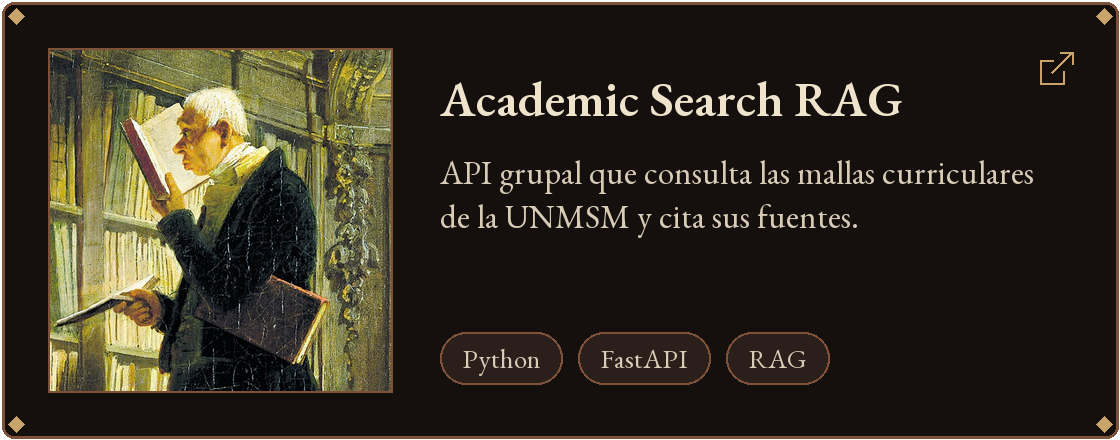 Academic Search RAG
API grupal que consulta las mallas curriculares
de la UNMSM y cita sus fuentes.
Python
FastAPI
RAG